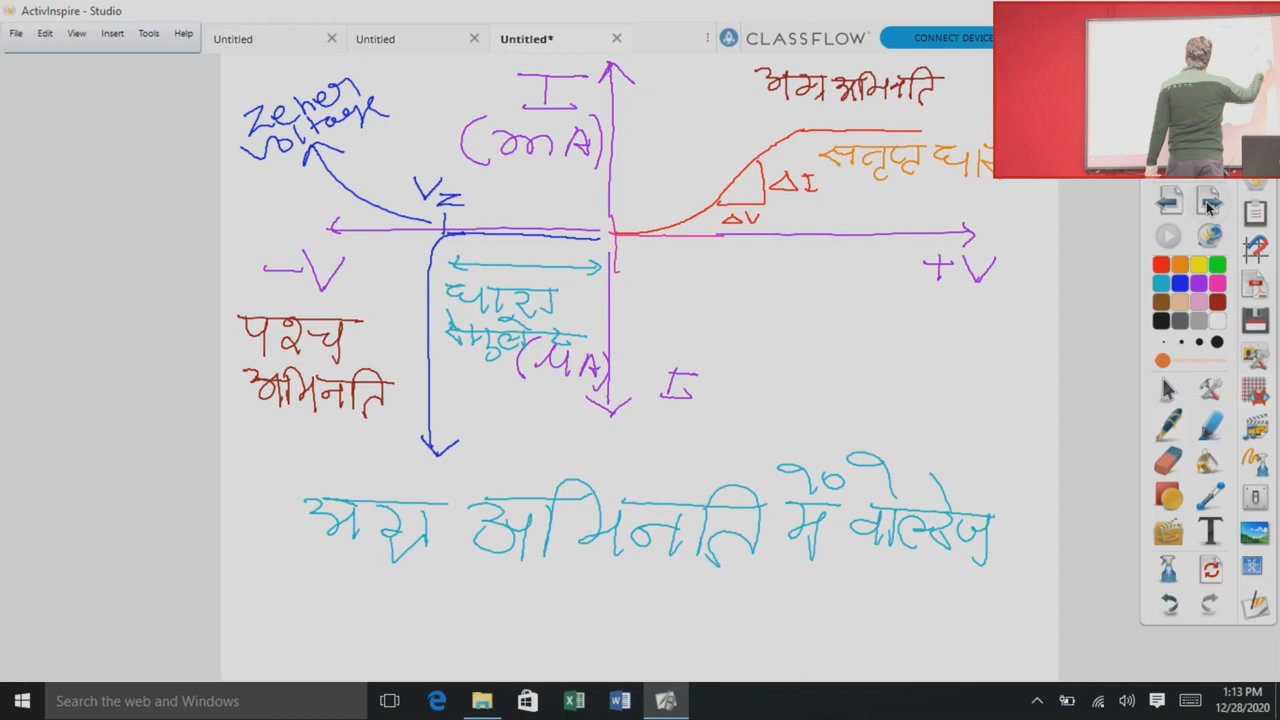 ActivInspire - Studio
File Edit View Insert Tools Help
Untitled Untitled Untitled*
CLASSFLOW CONNECT DEVICE
Zener
Voltage
I
(mA)
अग्र अभिनति
संतृप्त
ΔI
ΔV
Vz
-V
+V
धारा
(μA)
पश्च
अभिनति
अग्र अभिनति में वोल्टेज
Search the web and Windows
1:13 PM
12/28/2020